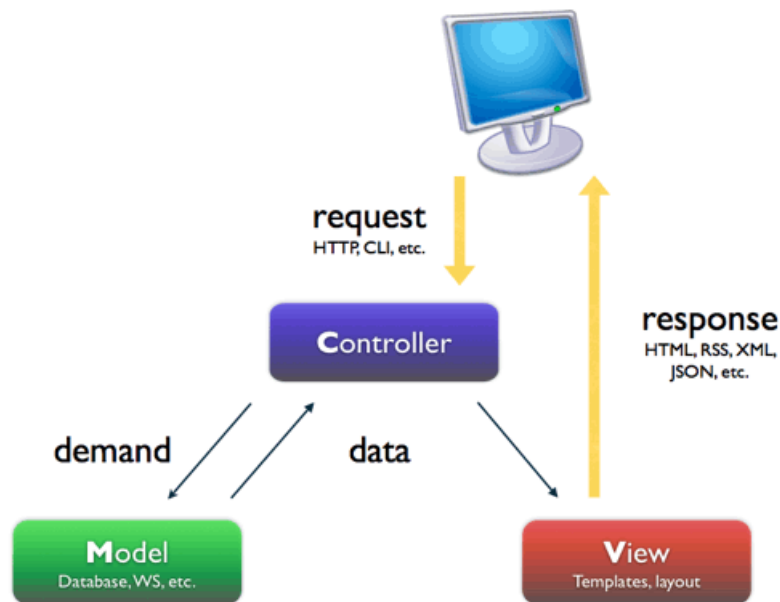 request
HTTP, CLI, etc.
Controller
response
HTML, RSS, XML,
JSON, etc.
demand
data
Model
Database, WS, etc.
View
Templates, layout